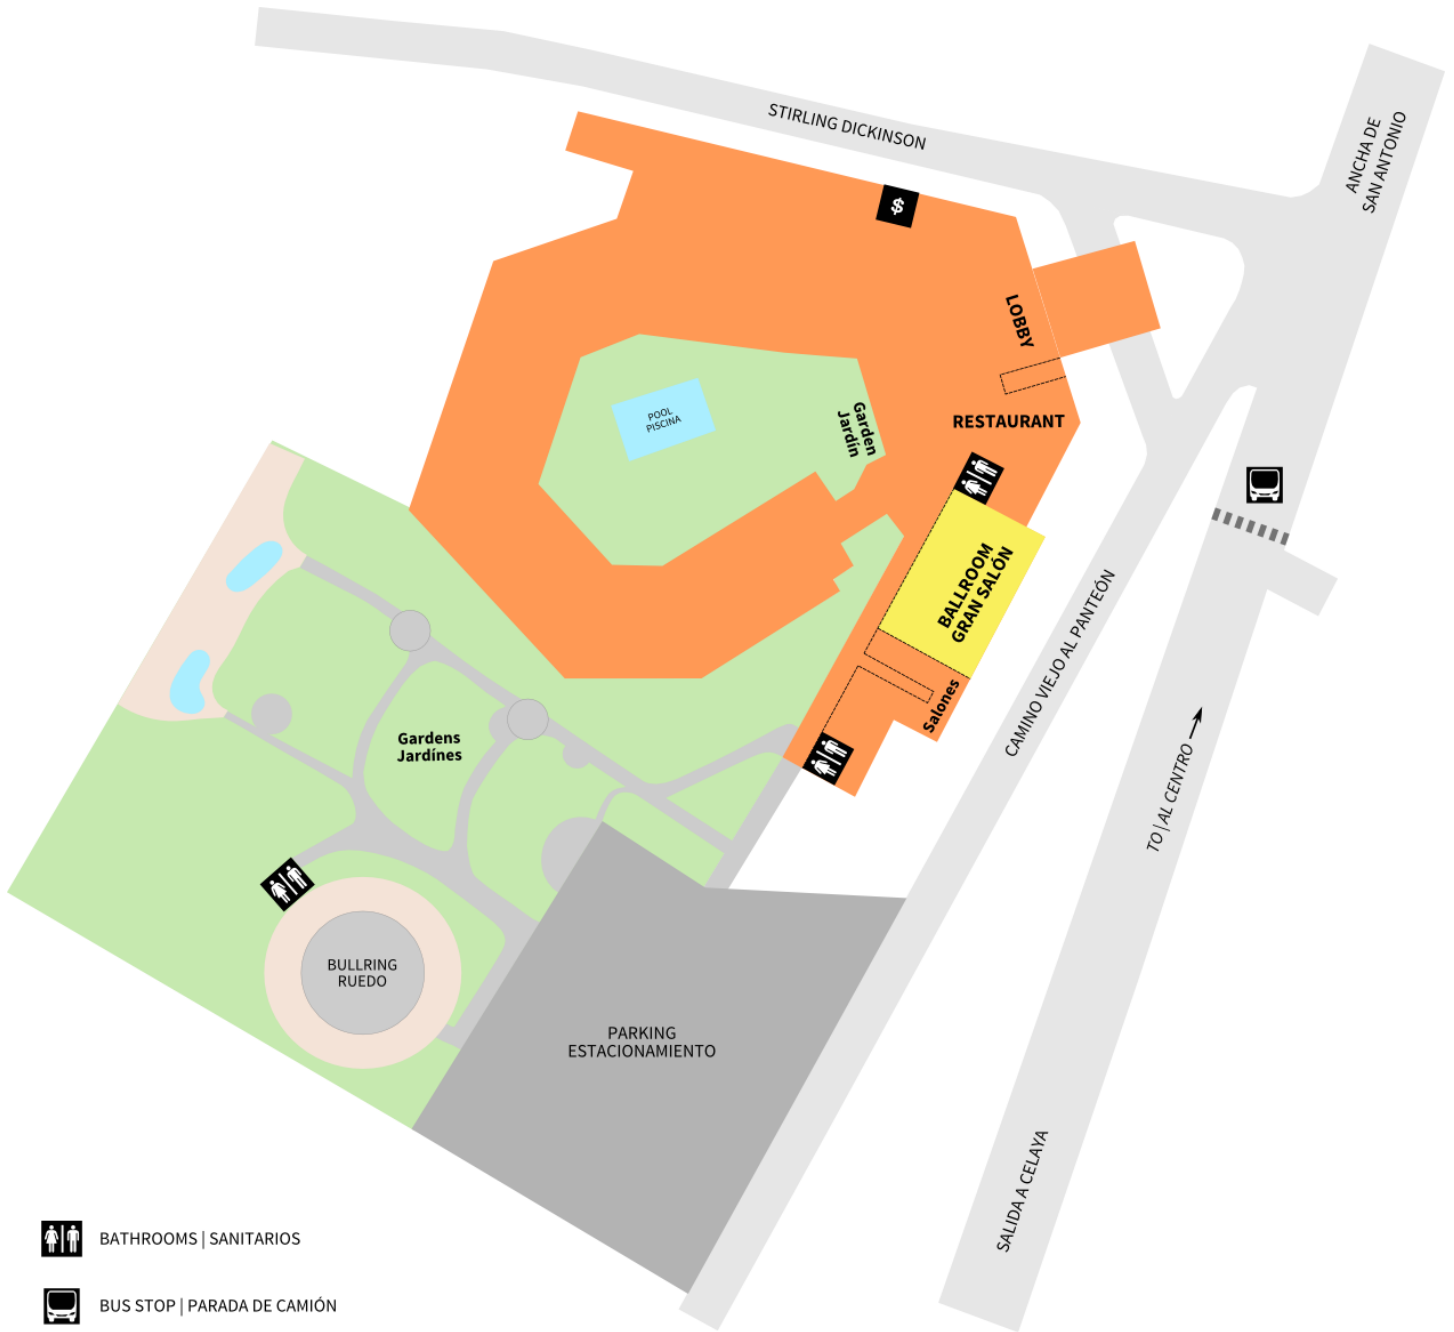 STIRLING DICKINSON
ANCHA DE
SAN ANTONIO
$
LOBBY
POOL
PISCINA
Garden
Jardín
RESTAURANT
BALLROOM
GRAN SALÓN
Salones
CAMINO VIEJO AL PANTEÓN
Gardens
Jardínes
TO | AL CENTRO
BULLRING
RUEDO
PARKING
ESTACIONAMIENTO
SALIDA A CELAYA
BATHROOMS | SANITARIOS
BUS STOP | PARADA DE CAMIÓN